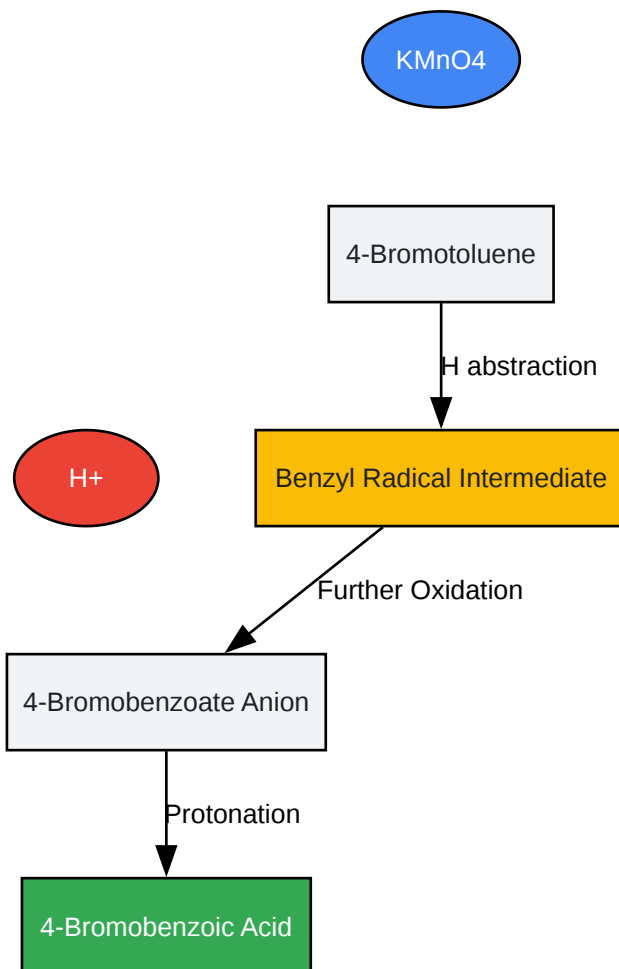 KMnO4
4-Bromotoluene
H abstraction
H+
Benzyl Radical Intermediate
Further Oxidation
4-Bromobenzoate Anion
Protonation
4-Bromobenzoic Acid